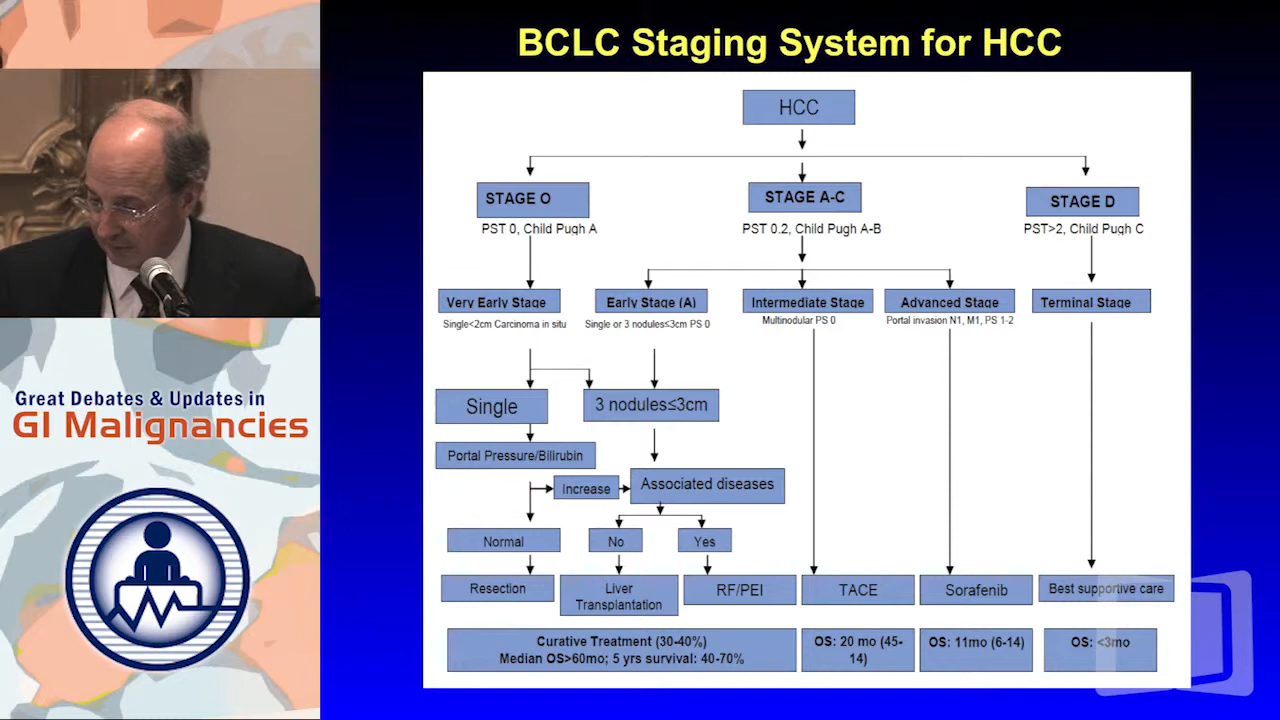 BCLC Staging System for HCC
HCC
STAGE O
STAGE A-C
STAGE D
PST 0, Child Pugh A
PST 0.2, Child Pugh A-B
PST>2, Child Pugh C
Very Early Stage
Early Stage (A)
Intermediate Stage
Advanced Stage
Terminal Stage
Single<2cm Carcinoma in situ
Single or 3 nodules≤3cm PS 0
Multinodular PS 0
Portal invasion N1, M1, PS 1-2
Single
3 nodules≤3cm
Portal Pressure/Bilirubin
Increase
Associated diseases
Normal
No
Yes
Resection
Liver
Transplantation
RF/PEI
TACE
Sorafenib
Best supportive care
Curative Treatment (30-40%)
Median OS>60mo; 5 yrs survival: 40-70%
OS: 20 mo (45-
14)
OS: 11mo (6-14)
OS: <3mo
Great Debates & Updates in
GI Malignancies